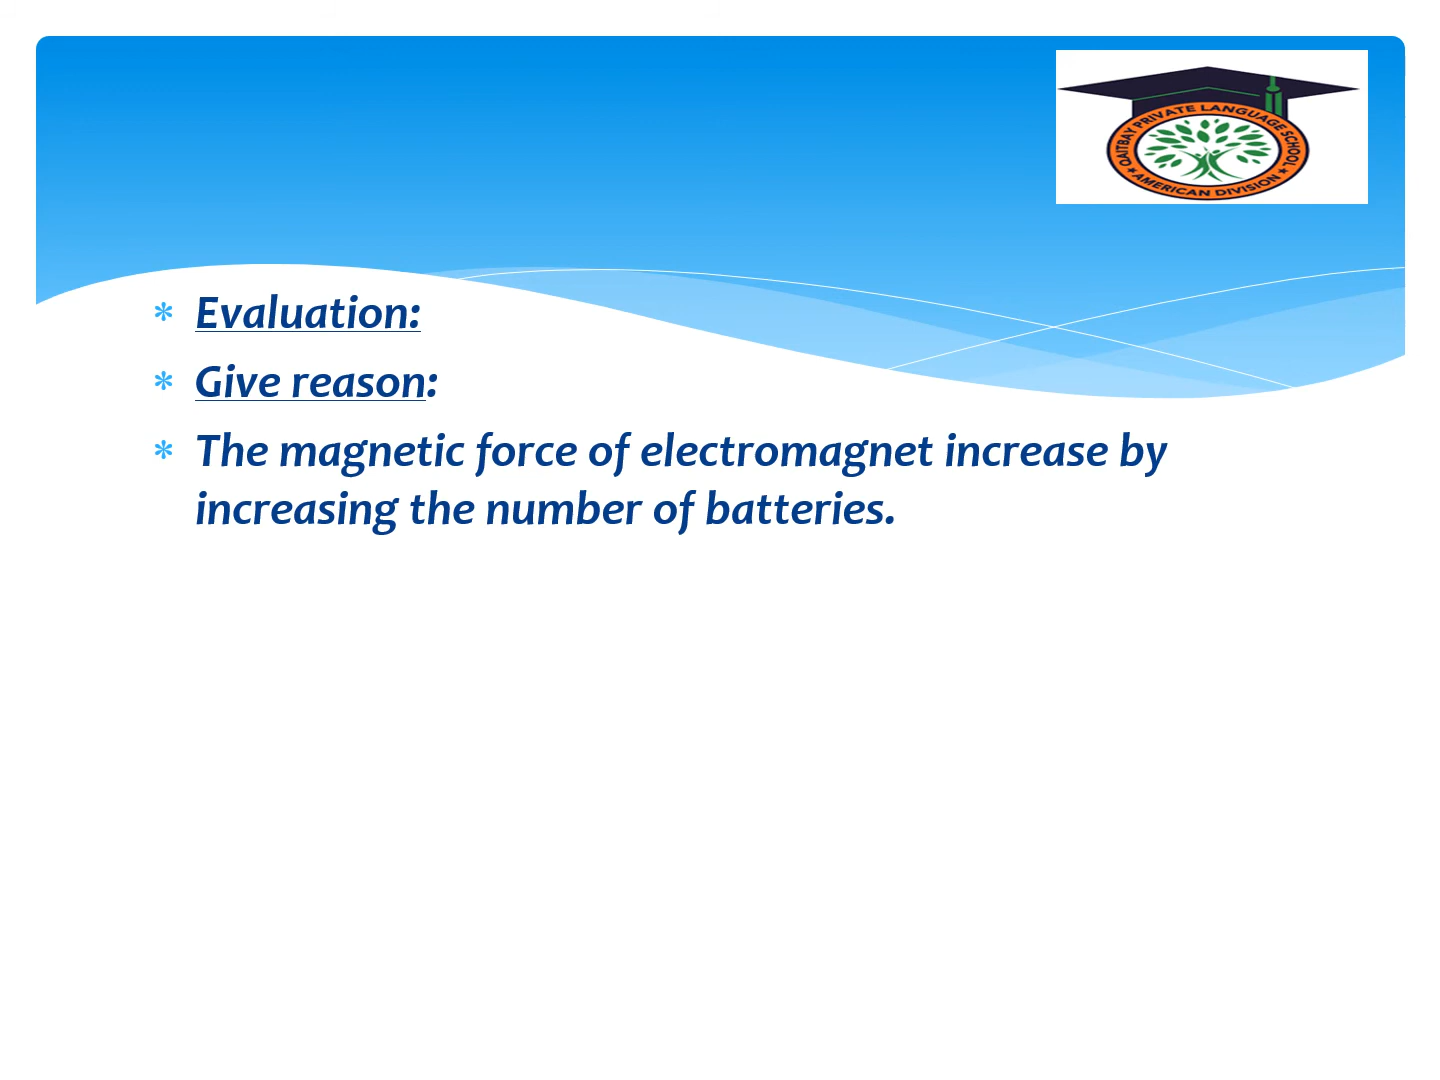 QAITBAY PRIVATE LANGUAGE SCHOOL
* AMERICAN DIVISION *
* Evaluation:
* Give reason:
* The magnetic force of electromagnet increase by
increasing the number of batteries.